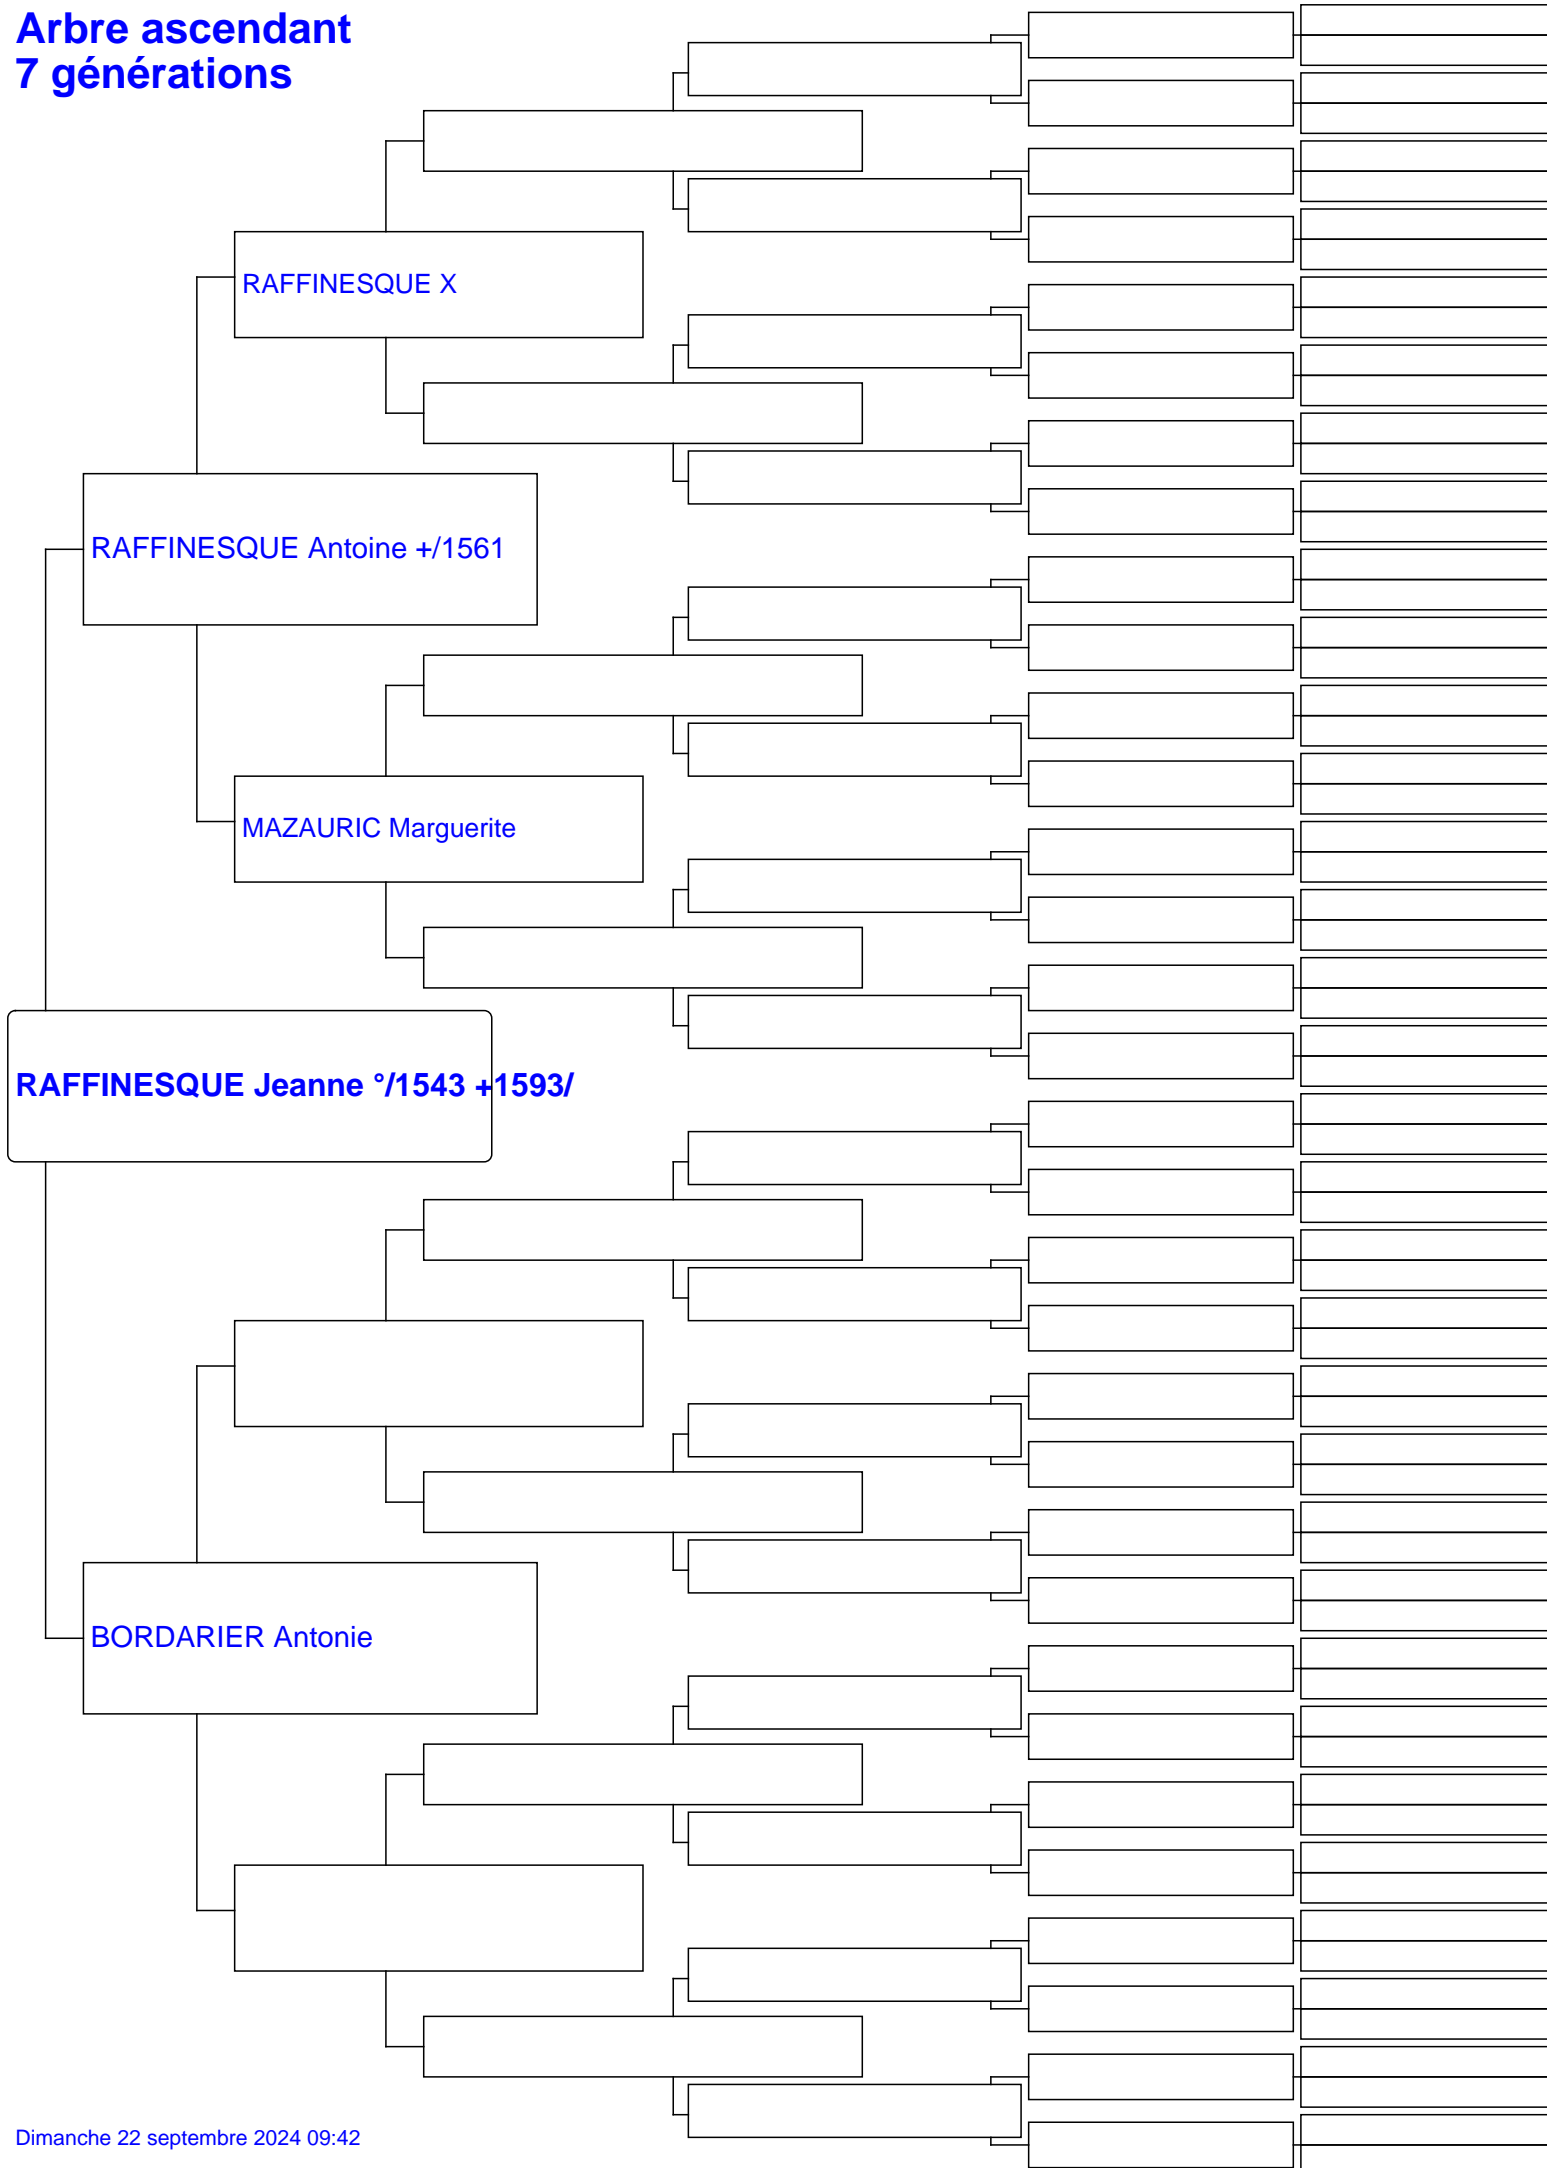 Arbre ascendant
7 générations
RAFFINESQUE X
RAFFINESQUE Antoine +/1561
MAZAURIC Marguerite
RAFFINESQUE Jeanne °/1543 +1593/
BORDARIER Antonie
Dimanche 22 septembre 2024 09:42